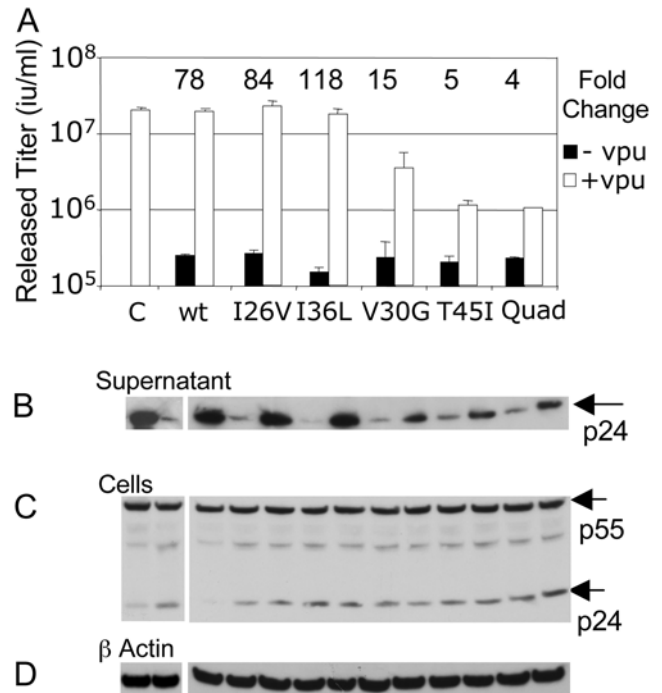 A
Released Titer (iu/ml)
10⁸
10⁷
10⁶
10⁵
78 84 118 15 5 4
Fold
Change
- vpu
+vpu
C wt I26V I36L V30G T45I Quad
Supernatant
B
p24
Cells
C
p55
p24
β Actin
D